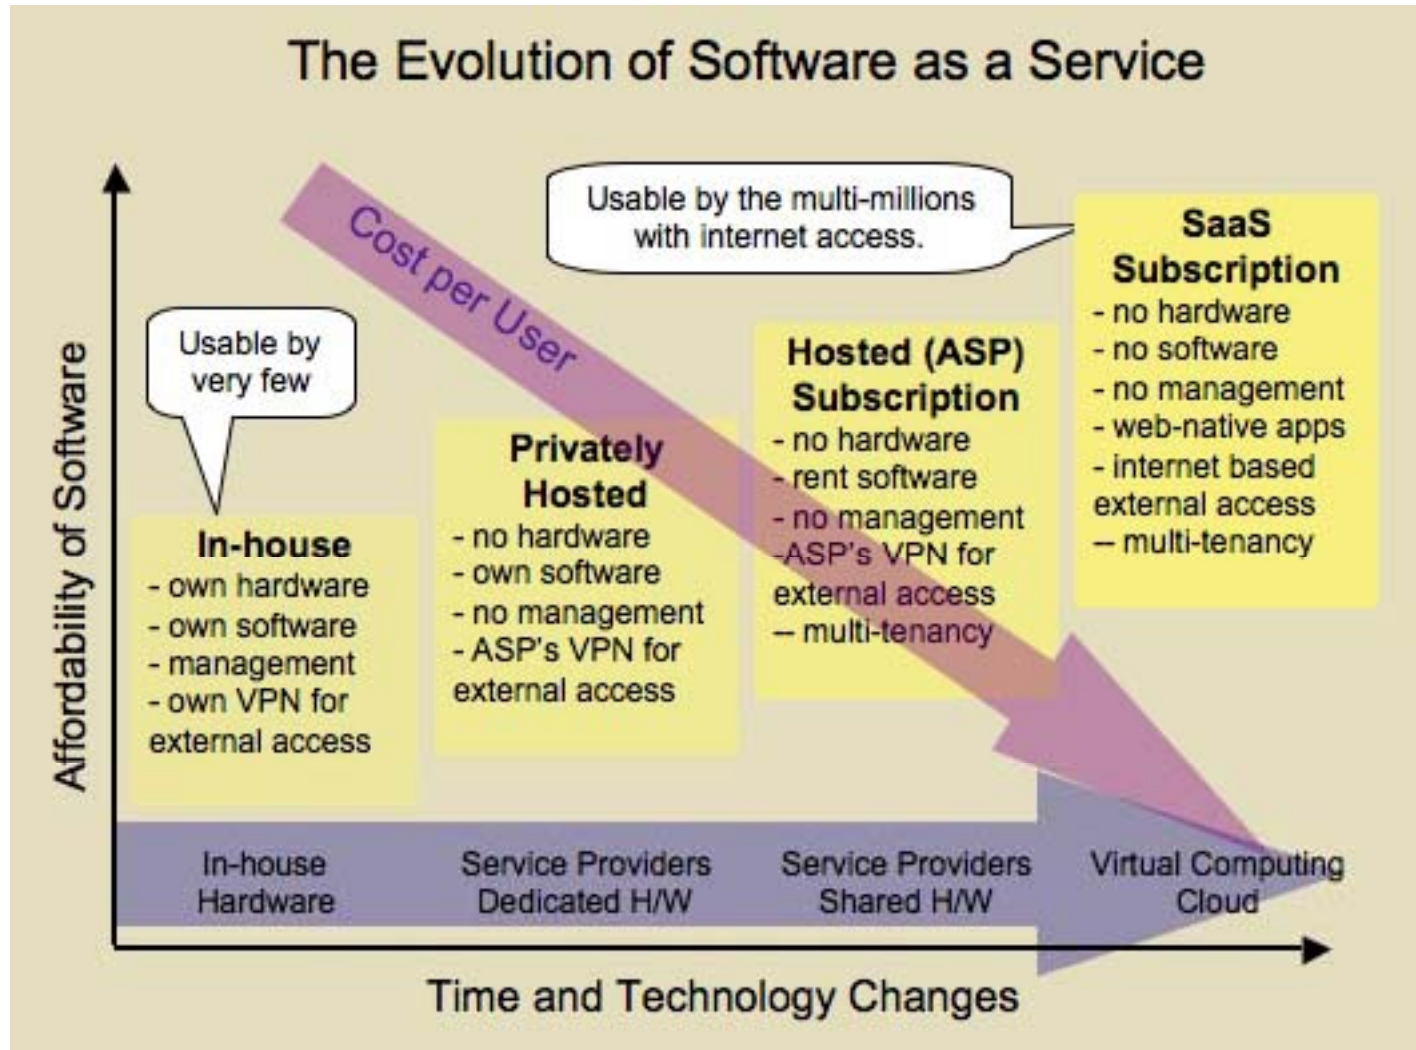 The Evolution of Software as a Service
Affordability of Software
Cost per User
Usable by
very few
In-house
- own hardware
- own software
- management
- own VPN for
external access
Privately
Hosted
- no hardware
- own software
- no management
- ASP's VPN for
external access
Hosted (ASP)
Subscription
- no hardware
- rent software
- no management
-ASP's VPN for
external access
-- multi-tenancy
Usable by the multi-millions
with internet access.
SaaS
Subscription
- no hardware
- no software
- no management
- web-native apps
- internet based
external access
-- multi-tenancy
In-house
Hardware
Service Providers
Dedicated H/W
Service Providers
Shared H/W
Virtual Computing
Cloud
Time and Technology Changes